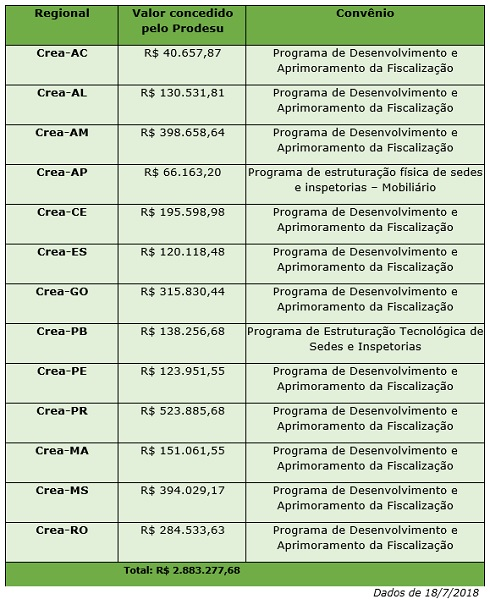 Regional Valor concedido Convênio
pelo Prodesu
Crea-AC R$ 40.657,87 Programa de Desenvolvimento e
Aprimoramento da Fiscalização
Crea-AL R$ 130.531,81 Programa de Desenvolvimento e
Aprimoramento da Fiscalização
Crea-AM R$ 398.658,64 Programa de Desenvolvimento e
Aprimoramento da Fiscalização
Crea-AP R$ 66.163,20 Programa de estruturação física de sedes
e inspetorias – Mobiliário
Crea-CE R$ 195.598,98 Programa de Desenvolvimento e
Aprimoramento da Fiscalização
Crea-ES R$ 120.118,48 Programa de Desenvolvimento e
Aprimoramento da Fiscalização
Crea-GO R$ 315.830,44 Programa de Desenvolvimento e
Aprimoramento da Fiscalização
Crea-PB R$ 138.256,68 Programa de Estruturação Tecnológica de
Sedes e Inspetorias
Crea-PE R$ 123.951,55 Programa de Desenvolvimento e
Aprimoramento da Fiscalização
Crea-PR R$ 523.885,68 Programa de Desenvolvimento e
Aprimoramento da Fiscalização
Crea-MA R$ 151.061,55 Programa de Desenvolvimento e
Aprimoramento da Fiscalização
Crea-MS R$ 394.029,17 Programa de Desenvolvimento e
Aprimoramento da Fiscalização
Crea-RO R$ 284.533,63 Programa de Desenvolvimento e
Aprimoramento da Fiscalização
Total: R$ 2.883.277,68
Dados de 18/7/2018